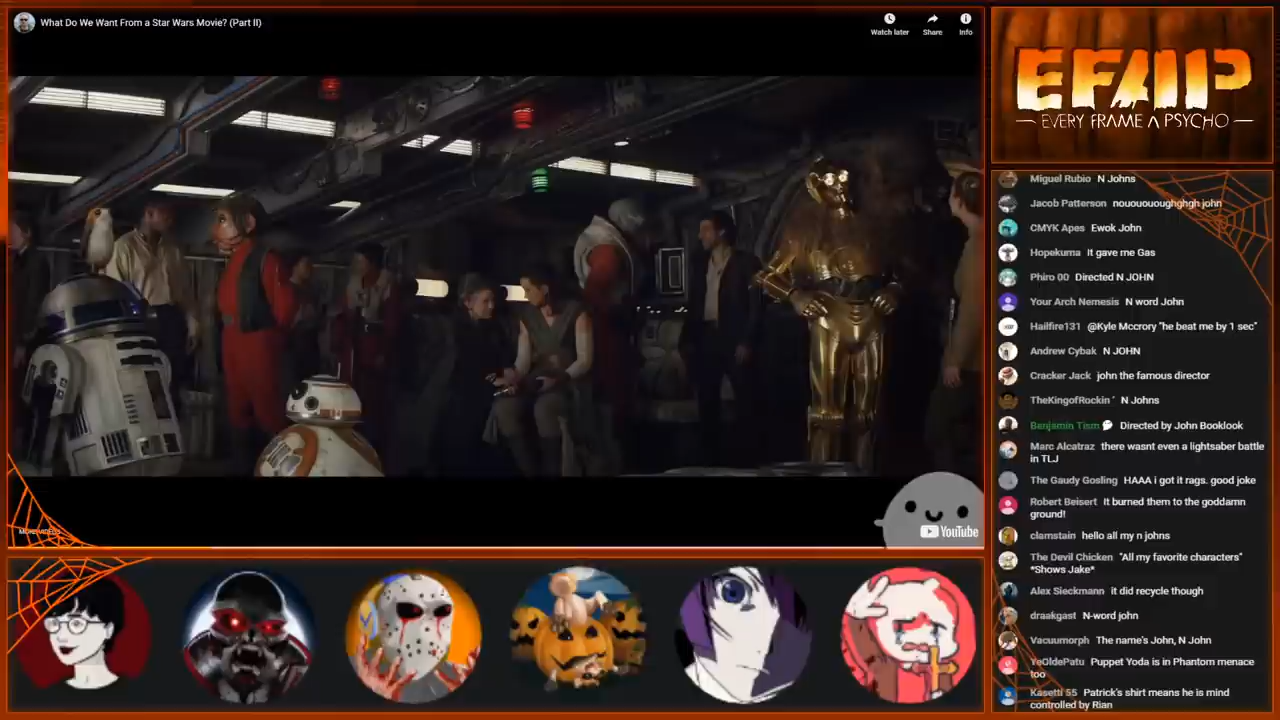 What Do We Want From a Star Wars Movie? (Part II)
Watch later
Share
Info
YouTube
EFAP
EVERY FRAME A PSYCHO
Miguel Rubio N Johns
Jacob Patterson nouououououghghgh john
CMYK Apes Ewok John
Hopekuma It gave me Gas
Phiro 00 Directed N JOHN
Your Arch Nemesis N word John
Hailfire131 @Kyle Mccrory "he beat me by 1 sec"
Andrew Cybak N JOHN
Cracker Jack john the famous director
TheKingofRockin ' N Johns
Benjamin Tism Directed by John Booklook
Marc Alcatraz there wasnt even a lightsaber battle
in TLJ
The Gaudy Gosling HAAA i got it rags. good joke
Robert Beisert It burned them to the goddamn
ground!
clamstain hello all my n johns
The Devil Chicken "All my favorite characters"
*Shows Jake*
Alex Sieckmann it did recycle though
draakgast N-word john
Vacuumorph The name's John, N John
YeOldePatu Puppet Yoda is in Phantom menace
too
Kasetti 55 Patrick's shirt means he is mind
controlled by Rian